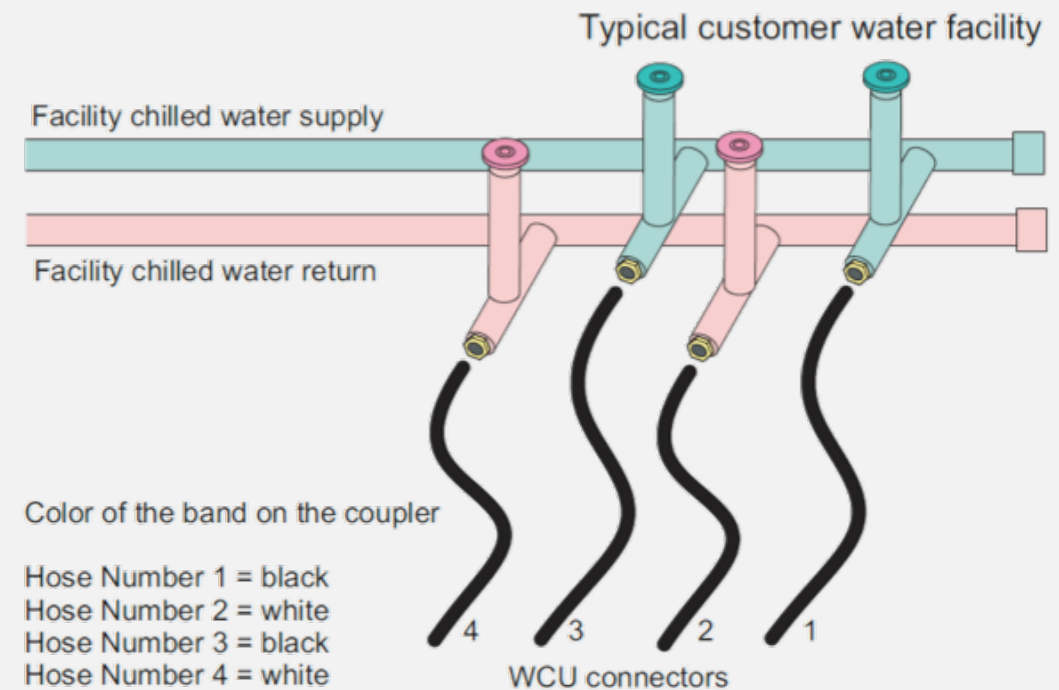 Typical customer water facility
Facility chilled water supply
Facility chilled water return
Color of the band on the coupler
Hose Number 1 = black
Hose Number 2 = white
Hose Number 3 = black
Hose Number 4 = white
4
3
2
1
WCU connectors